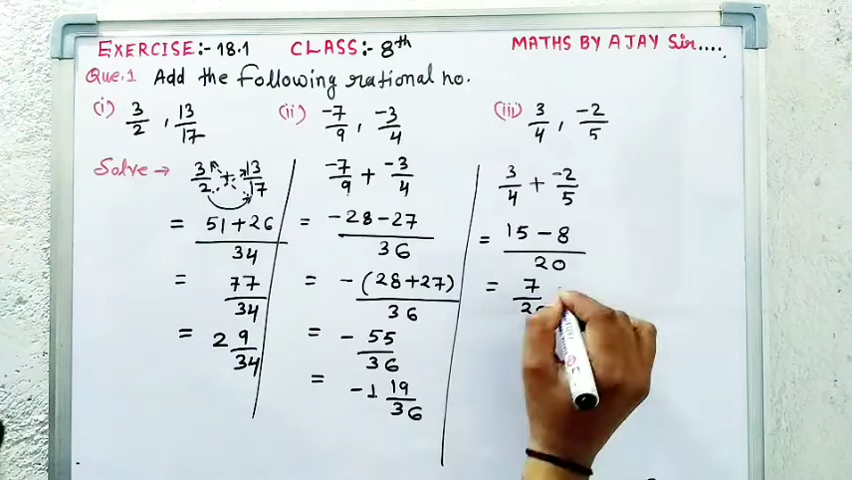 EXERCISE:- 18.1 CLASS:- 8th MATHS BY AJAY Sir....
Que.1 Add the following rational no.
(i) 3/2 , 13/17 (ii) -7/9 , -3/4 (iii) 3/4 , -2/5
Solve → 3/2 + 13/17
= 51+26/34
= 77/34
= 2 9/34
-7/9 + -3/4
= -28-27/36
= -(28+27)/36
= -55/36
= -1 19/36
3/4 + -2/5
= 15-8/20
= 7/20